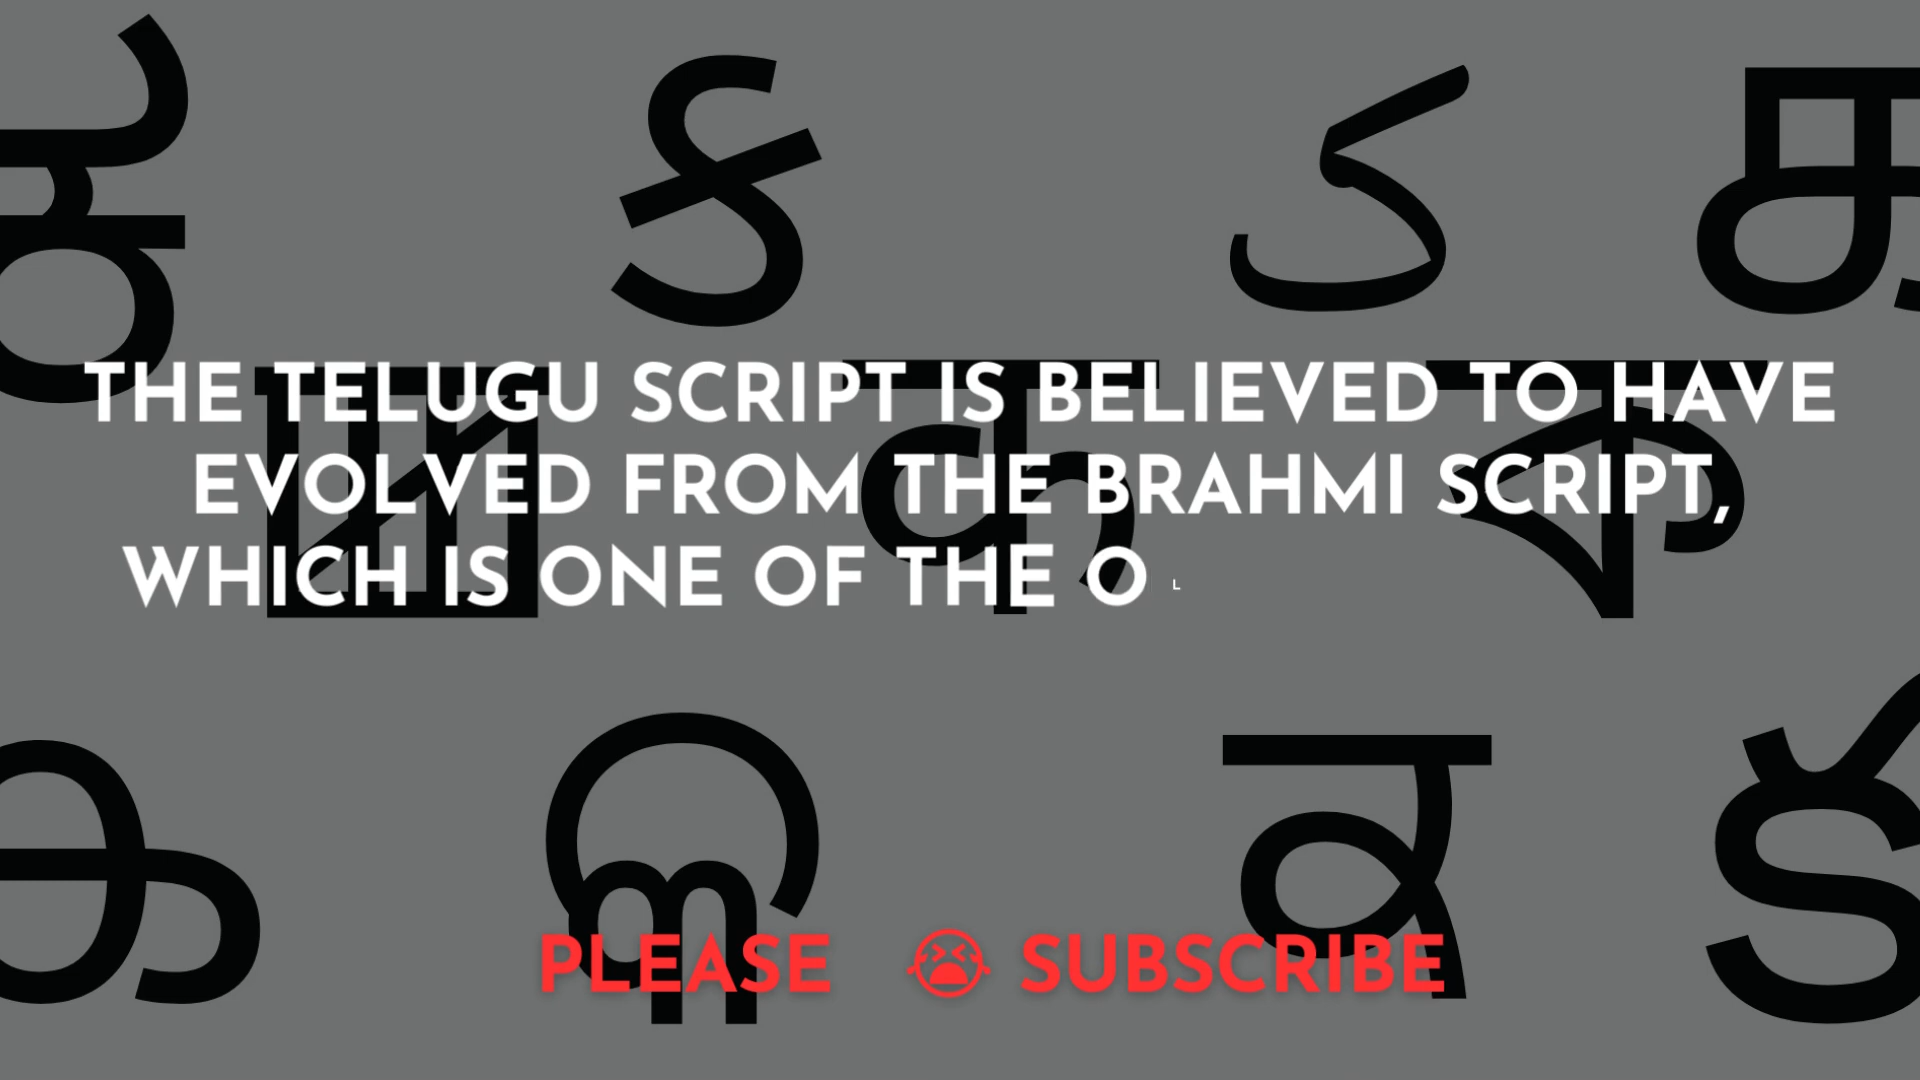 THE TELUGU SCRIPT IS BELIEVED TO HAVE
EVOLVED FROM THE BRAHMI SCRIPT,
WHICH IS ONE OF THE O L
PLEASE 😭 SUBSCRIBE